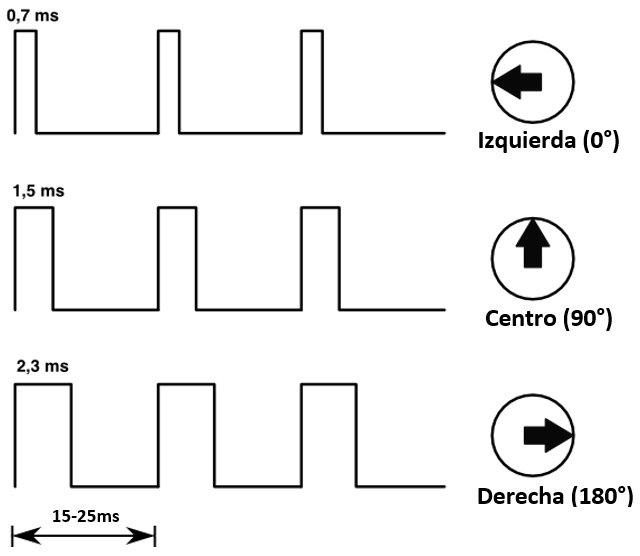 0,7 ms
Izquierda (0°)
1,5 ms
Centro (90°)
2,3 ms
Derecha (180°)
15-25ms